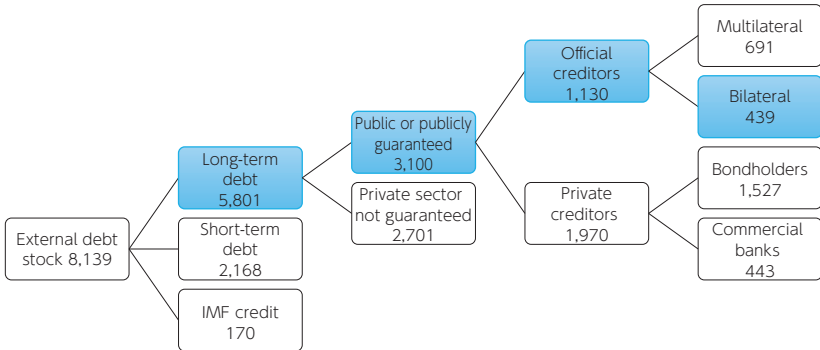 External debt
stock 8,139
Long-term
debt
5,801
Short-term
debt
2,168
IMF credit
170
Public or publicly
guaranteed
3,100
Private sector
not guaranteed
2,701
Official
creditors
1,130
Private
creditors
1,970
Multilateral
691
Bilateral
439
Bondholders
1,527
Commercial
banks
443